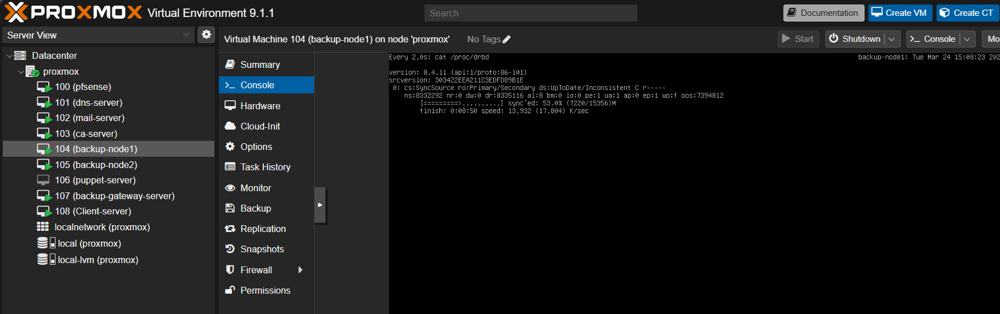 PROXMOX Virtual Environment 9.1.1
Search
Documentation
Create VM
Create CT
Server View
Virtual Machine 104 (backup-node1) on node 'proxmox'
No Tags
Start
Shutdown
Console
Mo
Datacenter
proxmox
100 (pfsense)
101 (dns-server)
102 (mail-server)
103 (ca-server)
104 (backup-node1)
105 (backup-node2)
106 (puppet-server)
107 (backup-gateway-server)
108 (Client-server)
localnetwork (proxmox)
local (proxmox)
local-lvm (proxmox)
Summary
Console
Hardware
Cloud-Init
Options
Task History
Monitor
Backup
Replication
Snapshots
Firewall
Permissions
Every 2,0s: cat /proc/drbd
backup-node1: Tue Mar 24 15:08:23 202
version: 8.4.11 (api:1/proto:86-101)
srcversion: 303422EEA211C3EDFD89B1E
0: cs:SyncSource ro:Primary/Secondary ds:UpToDate/Inconsistent C r-----
ns:8332292 nr:0 dw:0 dr:8335116 al:8 bm:0 lo:0 pe:1 ua:1 ap:0 ep:1 wo:f oos:7394812
[=========>..........] sync'ed: 53.0% (7220/15356)M
finish: 0:08:50 speed: 13,932 (17,804) K/sec